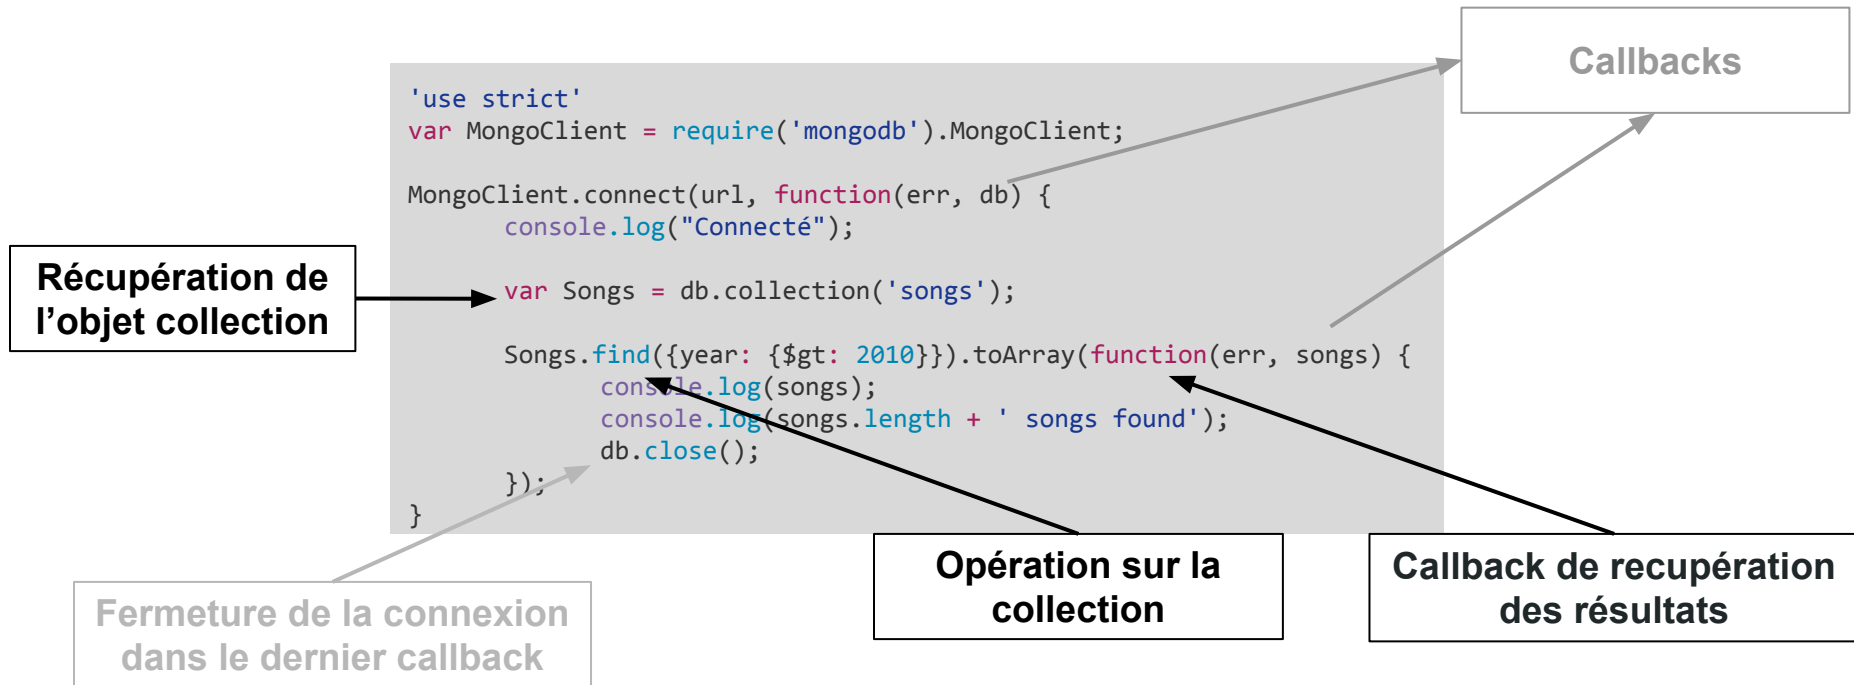 Callbacks
'use strict'
var MongoClient = require('mongodb').MongoClient;
MongoClient.connect(url, function(err, db) {
console.log("Connecté");
Récupération de
l’objet collection
var Songs = db.collection('songs');
Songs.find({year: {$gt: 2010}}).toArray(function(err, songs) {
console.log(songs);
console.log(songs.length + ' songs found');
db.close();
});
}
Opération sur la
collection
Callback de recupération
des résultats
Fermeture de la connexion
dans le dernier callback